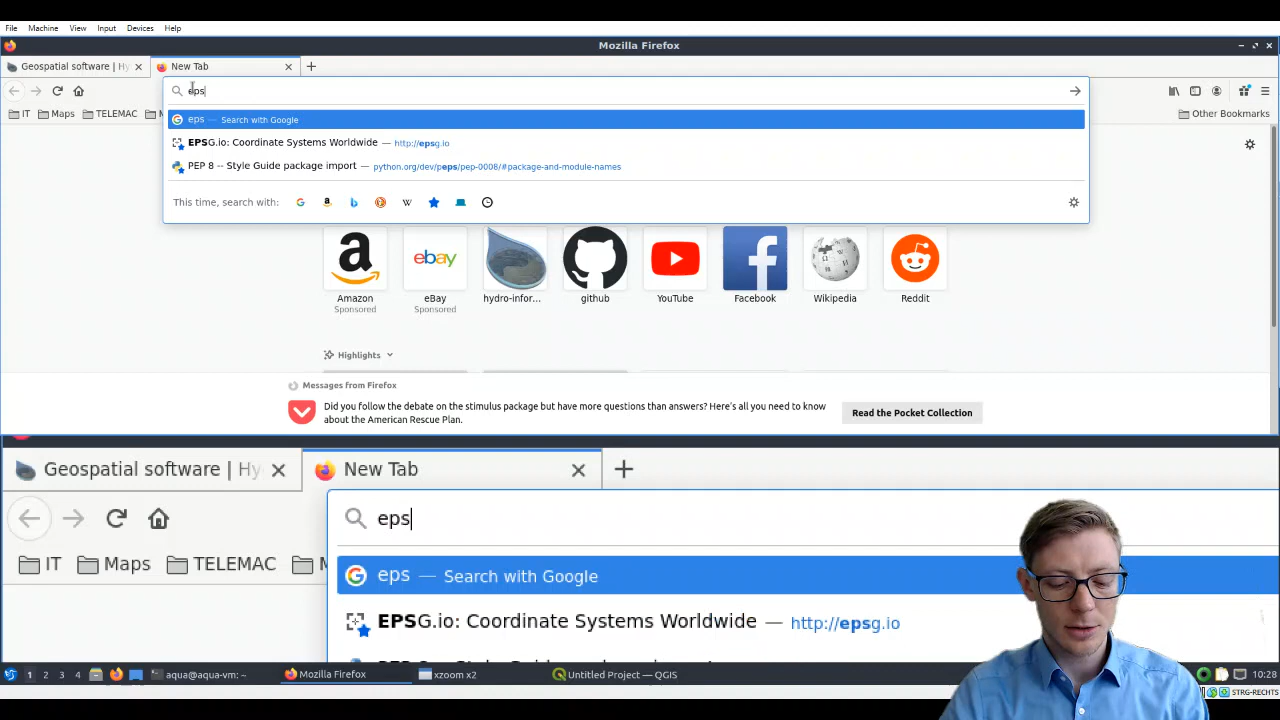 File Machine View Input Devices Help
Mozilla Firefox
Geospatial software | Hy
New Tab
eps
IT Maps TELEMAC
Other Bookmarks
eps — Search with Google
EPSG.io: Coordinate Systems Worldwide — http://epsg.io
PEP 8 -- Style Guide package import — python.org/dev/peps/pep-0008/#package-and-module-names
This time, search with:
Amazon eBay hydro-infor... github YouTube Facebook Wikipedia Reddit
Sponsored Sponsored
Highlights
Messages from Firefox
Did you follow the debate on the stimulus package but have more questions than answers? Here's all you need to know
about the American Rescue Plan.
Read the Pocket Collection
Geospatial software | Hy
New Tab
eps
IT Maps TELEMAC
eps — Search with Google
EPSG.io: Coordinate Systems Worldwide — http://epsg.io
1 2 3 4 aqua@aqua-vm: ~ Mozilla Firefox xzoom x2 Untitled Project — QGIS 10:28
STRG-RECHTS